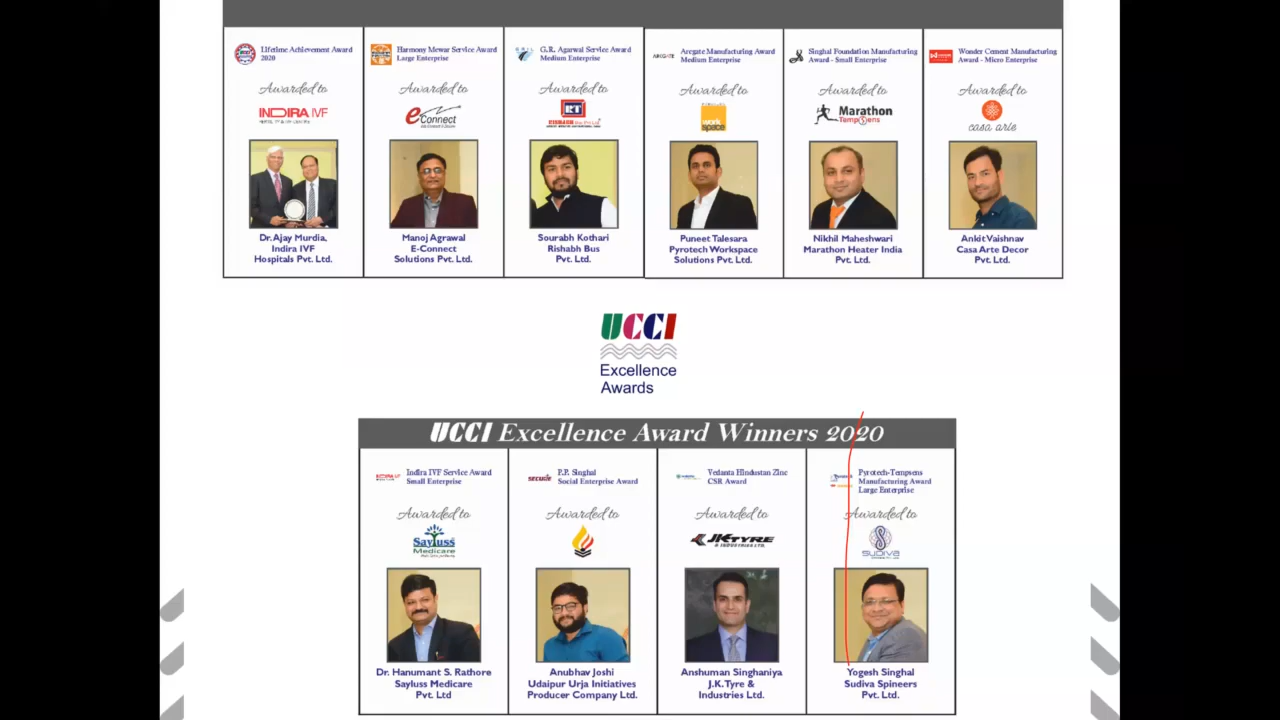 Lifetime Achievement Award
2020
Awarded to
INDIRA IVF
Dr. Ajay Murdia,
Indira IVF
Hospitals Pvt. Ltd.
Harmony Mewar Service Award
Large Enterprise
Awarded to
eConnect
Manoj Agrawal
E-Connect
Solutions Pvt. Ltd.
G.R. Agarwal Service Award
Medium Enterprise
Awarded to
Sourabh Kothari
Rishabh Bus
Pvt. Ltd.
ARCGATE
Arcgate Manufacturing Award
Medium Enterprise
Awarded to
work
space
Puneet Talesara
Pyrotech Workspace
Solutions Pvt. Ltd.
Singhal Foundation Manufacturing
Award - Small Enterprise
Awarded to
Marathon
Tempsens
Nikhil Maheshwari
Marathon Heater India
Pvt. Ltd.
Wonder Cement Manufacturing
Award - Micro Enterprise
Awarded to
casa arte
Ankit Vaishnav
Casa Arte Decor
Pvt. Ltd.
UCCI
Excellence
Awards
UCCI Excellence Award Winners 2020
Indira IVF Service Award
Small Enterprise
Awarded to
Sayluss
Medicare
Dr. Hanumant S. Rathore
Sayluss Medicare
Pvt. Ltd
SECURE
P.P. Singhal
Social Enterprise Award
Awarded to
Anubhav Joshi
Udaipur Urja Initiatives
Producer Company Ltd.
Vedanta Hindustan Zinc
CSR Award
Awarded to
JK TYRE
& INDUSTRIES LTD.
Anshuman Singhaniya
J.K.Tyre &
Industries Ltd.
Pyrotech-Tempsens
Manufacturing Award
Large Enterprise
Awarded to
SUDIVA
Yogesh Singhal
Sudiva Spineers
Pvt. Ltd.